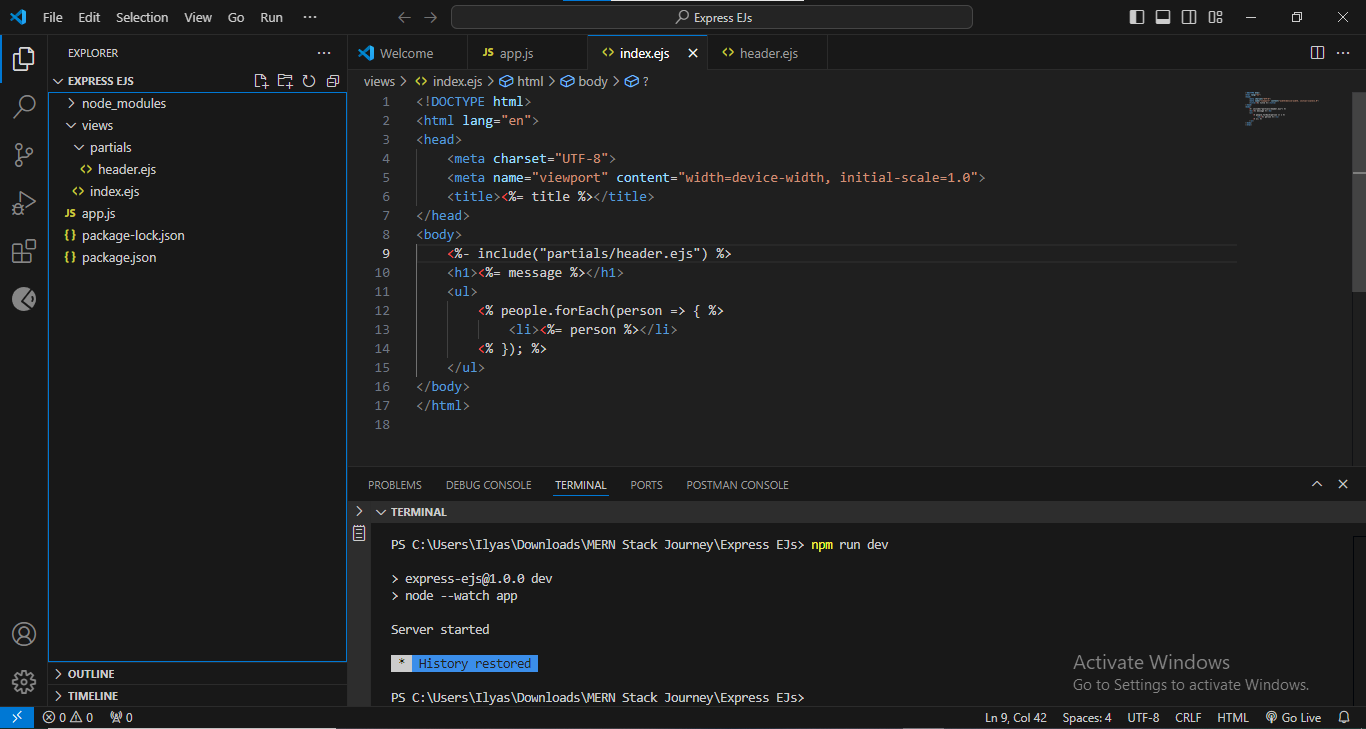 File Edit Selection View Go Run ··· Express EJs
EXPLORER ···
EXPRESS EJS
node_modules
views
partials
header.ejs
index.ejs
JS app.js
{} package-lock.json
{} package.json
OUTLINE
TIMELINE
Welcome JS app.js <> index.ejs <> header.ejs ···
views > <> index.ejs > html > body > ?
1 <!DOCTYPE html>
2 <html lang="en">
3 <head>
4 <meta charset="UTF-8">
5 <meta name="viewport" content="width=device-width, initial-scale=1.0">
6 <title><%= title %></title>
7 </head>
8 <body>
9 <%- include("partials/header.ejs") %>
10 <h1><%= message %></h1>
11 <ul>
12 <% people.forEach(person => { %>
13 <li><%= person %></li>
14 <% }); %>
15 </ul>
16 </body>
17 </html>
18
PROBLEMS DEBUG CONSOLE TERMINAL PORTS POSTMAN CONSOLE
TERMINAL
PS C:\Users\Ilyas\Downloads\MERN Stack Journey\Express EJs> npm run dev
> express-ejs@1.0.0 dev
> node --watch app
Server started
* History restored
PS C:\Users\Ilyas\Downloads\MERN Stack Journey\Express EJs>
Activate Windows
Go to Settings to activate Windows.
0 0 0 Ln 9, Col 42 Spaces: 4 UTF-8 CRLF HTML Go Live